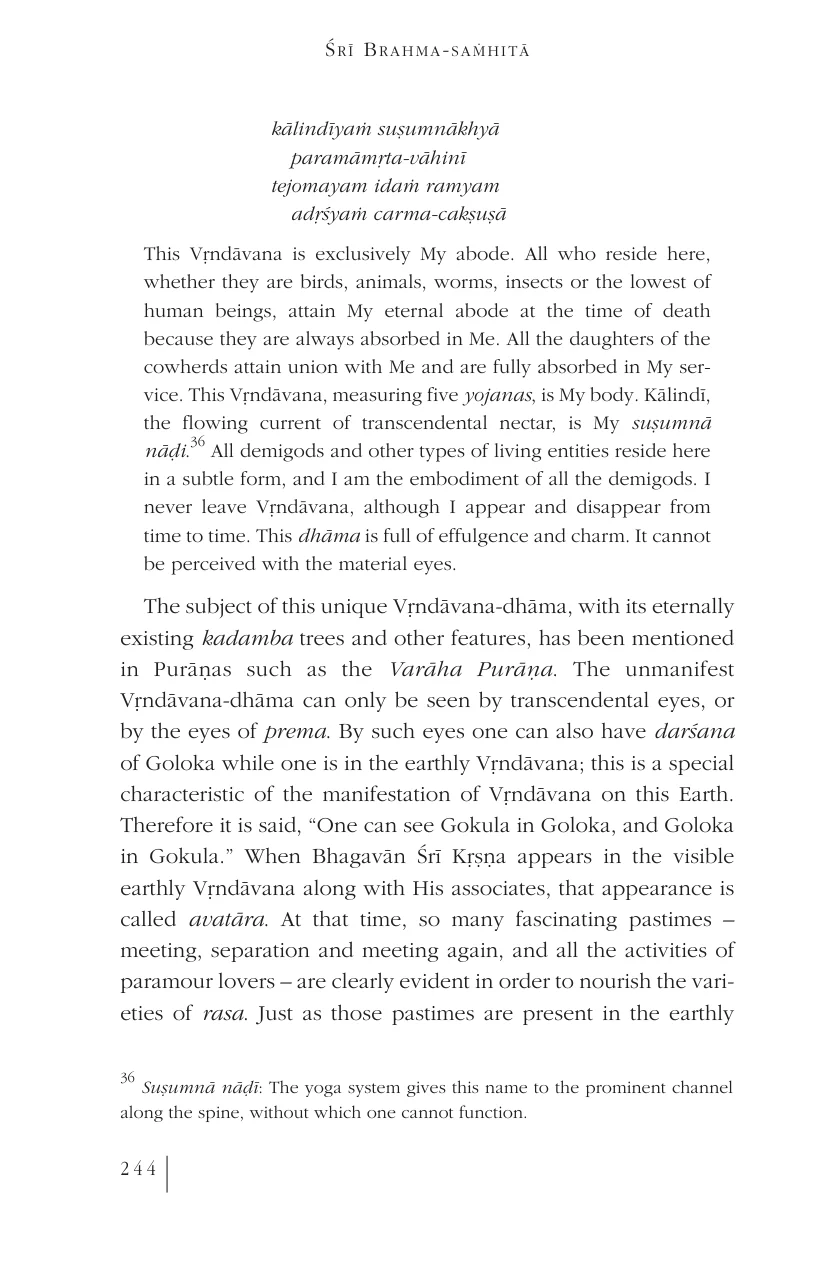 Śrī Brahma-saṁhitā
kālindīyaṁ suṣumnākhyā
paramāmṛta-vāhinī
tejomayam idaṁ ramyam
adṛśyaṁ carma-cakṣuṣā
This Vṛndāvana is exclusively My abode. All who reside here,
whether they are birds, animals, worms, insects or the lowest of
human beings, attain My eternal abode at the time of death
because they are always absorbed in Me. All the daughters of the
cowherds attain union with Me and are fully absorbed in My ser-
vice. This Vṛndāvana, measuring five yojanas, is My body. Kālindī,
the flowing current of transcendental nectar, is My suṣumnā
nāḍi.36 All demigods and other types of living entities reside here
in a subtle form, and I am the embodiment of all the demigods. I
never leave Vṛndāvana, although I appear and disappear from
time to time. This dhāma is full of effulgence and charm. It cannot
be perceived with the material eyes.
The subject of this unique Vṛndāvana-dhāma, with its eternally
existing kadamba trees and other features, has been mentioned
in Purāṇas such as the Varāha Purāṇa. The unmanifest
Vṛndāvana-dhāma can only be seen by transcendental eyes, or
by the eyes of prema. By such eyes one can also have darśana
of Goloka while one is in the earthly Vṛndāvana; this is a special
characteristic of the manifestation of Vṛndāvana on this Earth.
Therefore it is said, “One can see Gokula in Goloka, and Goloka
in Gokula.” When Bhagavān Śrī Kṛṣṇa appears in the visible
earthly Vṛndāvana along with His associates, that appearance is
called avatāra. At that time, so many fascinating pastimes –
meeting, separation and meeting again, and all the activities of
paramour lovers – are clearly evident in order to nourish the vari-
eties of rasa. Just as those pastimes are present in the earthly
36 Suṣumnā nāḍī: The yoga system gives this name to the prominent channel
along the spine, without which one cannot function.
244